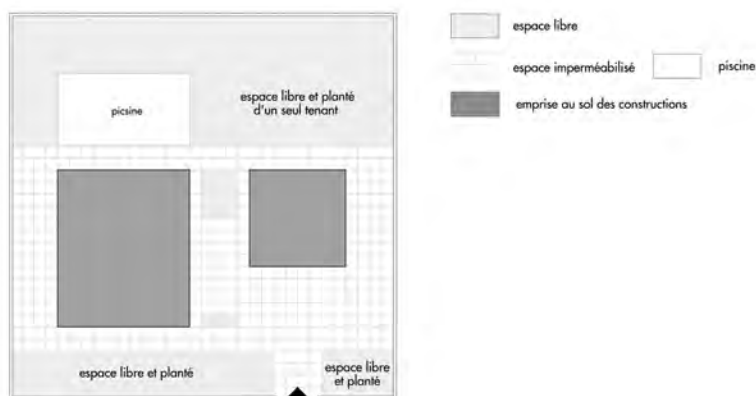 espace libre
espace imperméabilisé
piscine
emprise au sol des constructions
picsine
espace libre et planté
d'un seul tenant
espace libre et planté
espace libre
et planté